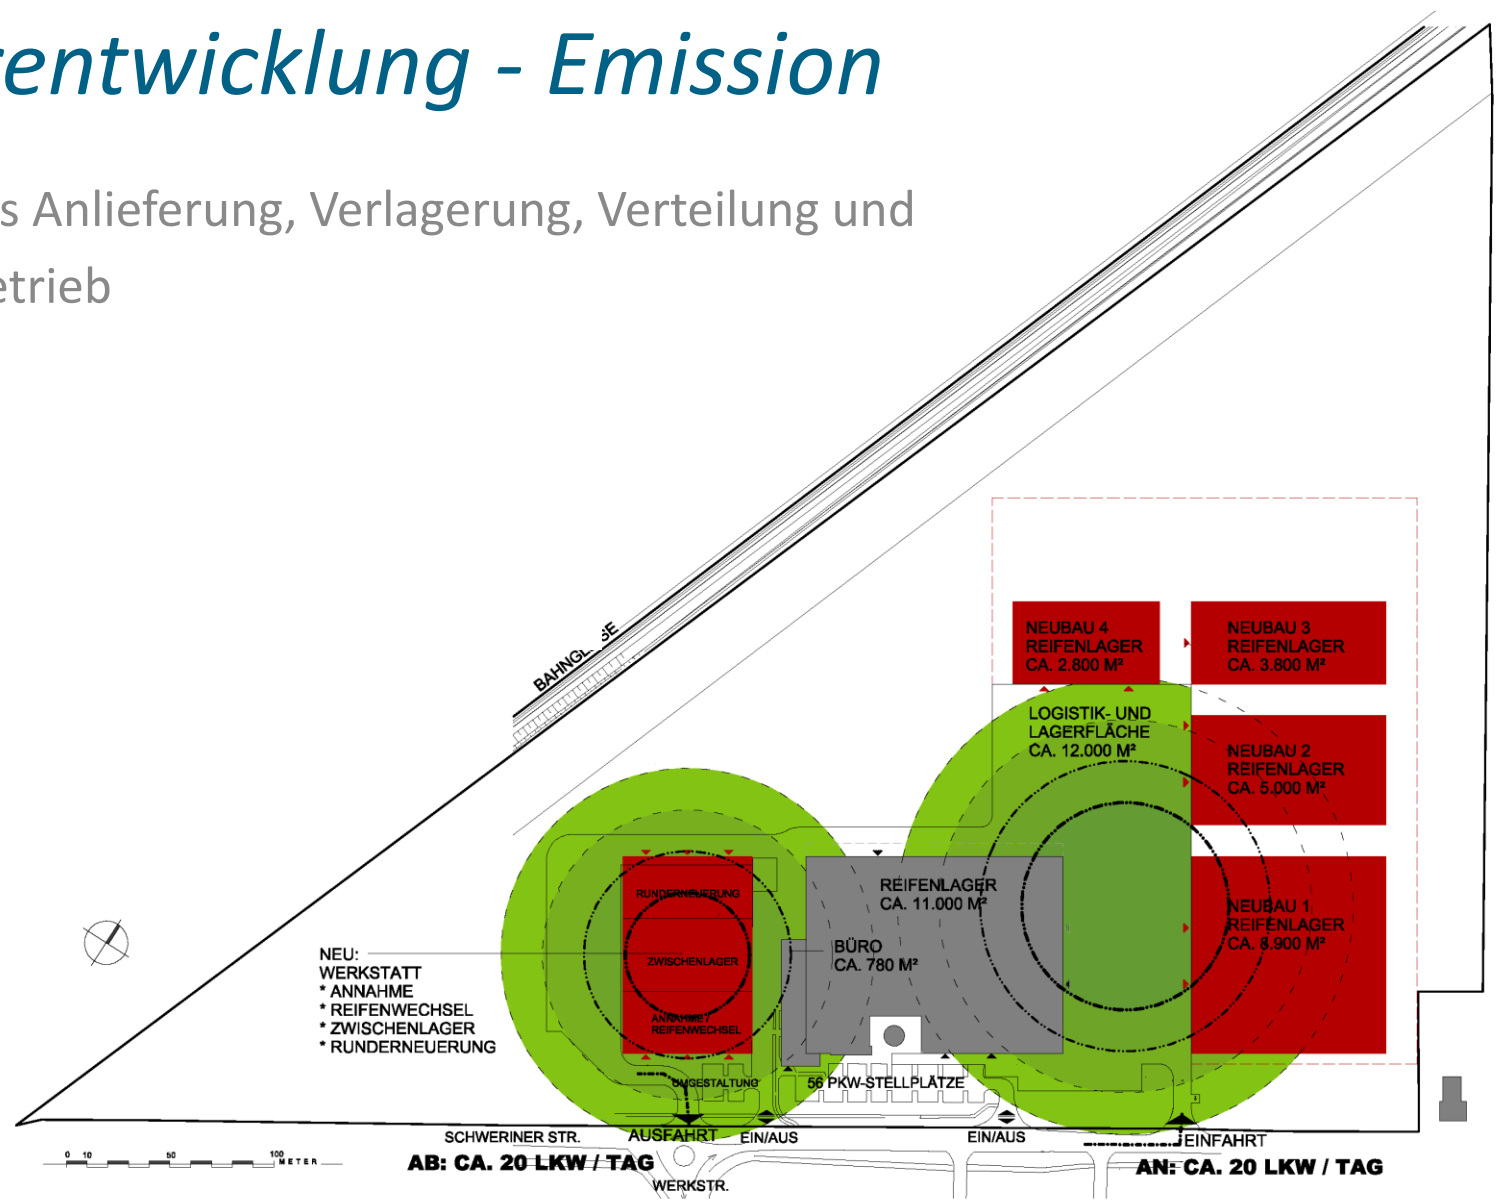 rentwicklung - Emission
s Anlieferung, Verlagerung, Verteilung und
etrieb
NEUBAU 4
REIFENLAGER
CA. 2.800 M²
NEUBAU 3
REIFENLAGER
CA. 3.800 M²
LOGISTIK- UND
LAGERFLÄCHE
CA. 12.000 M²
NEUBAU 2
REIFENLAGER
CA. 5.000 M²
RUNDERNEUERUNG
REIFENLAGER
CA. 11.000 M²
NEUBAU 1
REIFENLAGER
CA. 8.900 M²
BÜRO
CA. 780 M²
ZWISCHENLAGER
NEU:
WERKSTATT
* ANNAHME
* REIFENWECHSEL
* ZWISCHENLAGER
* RUNDERNEUERUNG
ANNAHME /
REIFENWECHSEL
UMGESTALTUNG
56 PKW-STELLPLÄTZE
SCHWERINER STR.
AUSFAHRT
EIN/AUS
EIN/AUS
EINFAHRT
0 10 50 100 METER
AB: CA. 20 LKW / TAG
AN: CA. 20 LKW / TAG
WERKSTR.